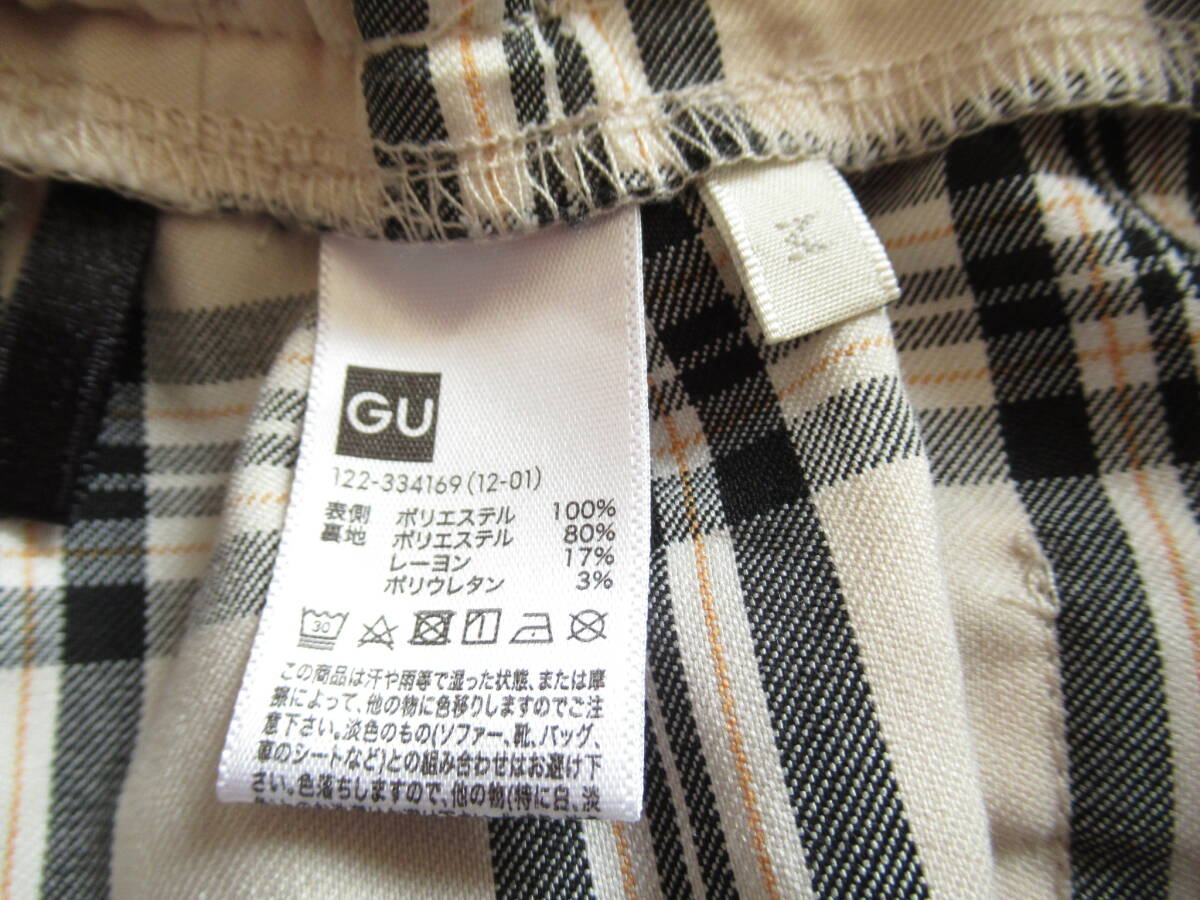 M
GU
122-334169(12-01)
表側 ポリエステル 100%
裏地 ポリエステル 80%
レーヨン 17%
ポリウレタン 3%
30
この商品は汗や雨等で湿った状態、または摩
擦によって、他の物に色移りしますのでご注
意下さい。淡色のもの(ソファー、靴、バッグ、
車のシートなど)との組み合わせはお避け下
さい。色落ちしますので、他の物(特に白、淡